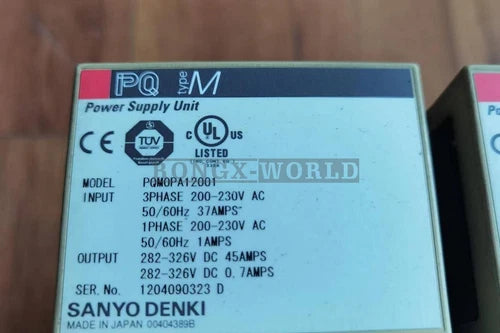 PQ type M
Power Supply Unit
CE TÜV C UL US
LISTED
RONGX-WORLD
MODEL PQM0PA12001
INPUT 3PHASE 200-230V AC
50/60Hz 37AMPS
1PHASE 200-230V AC
50/60Hz 1AMPS
OUTPUT 282-326V DC 45AMPS
282-326V DC 0.7AMPS
SER. No. 1204090323 D
SANYO DENKI
MADE IN JAPAN 00404389B